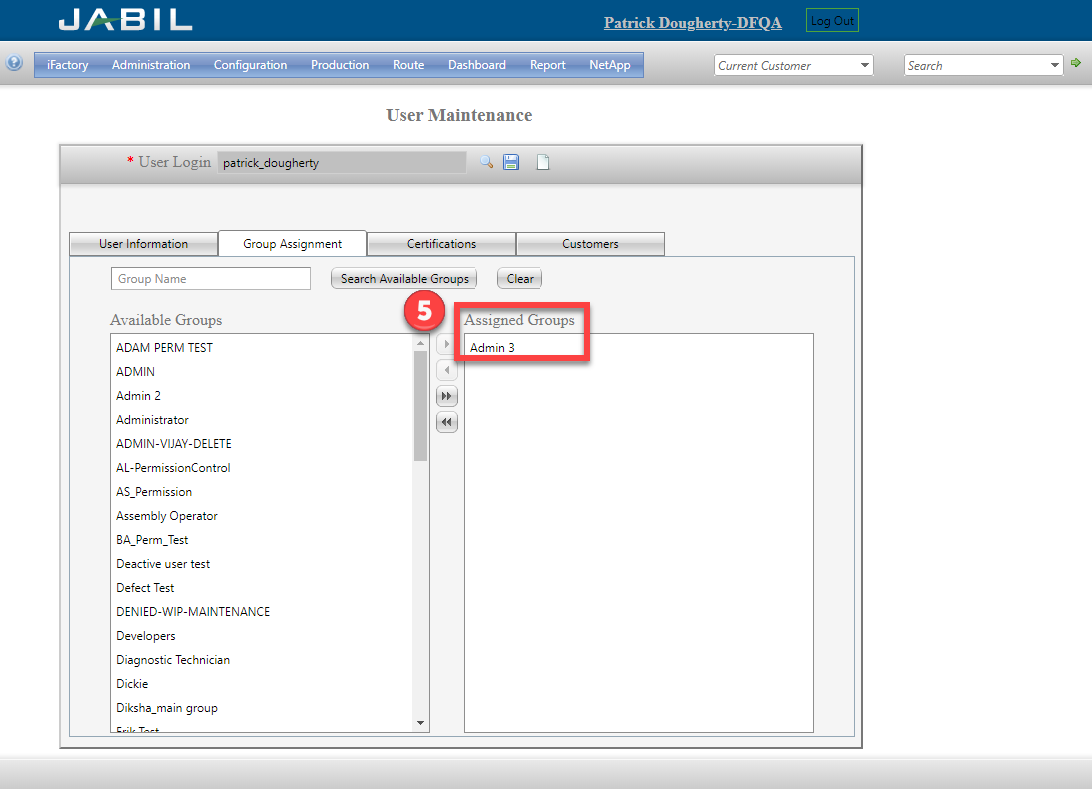 JABIL
Patrick Dougherty-DFQA
Log Out
iFactory Administration Configuration Production Route Dashboard Report NetApp
Current Customer
Search
User Maintenance
* User Login patrick_dougherty
User Information Group Assignment Certifications Customers
Group Name Search Available Groups Clear
5
Available Groups
ADAM PERM TEST
ADMIN
Admin 2
Administrator
ADMIN-VIJAY-DELETE
AL-PermissionControl
AS_Permission
Assembly Operator
BA_Perm_Test
Deactive user test
Defect Test
DENIED-WIP-MAINTENANCE
Developers
Diagnostic Technician
Dickie
Diksha_main group
Erik Test
Assigned Groups
Admin 3